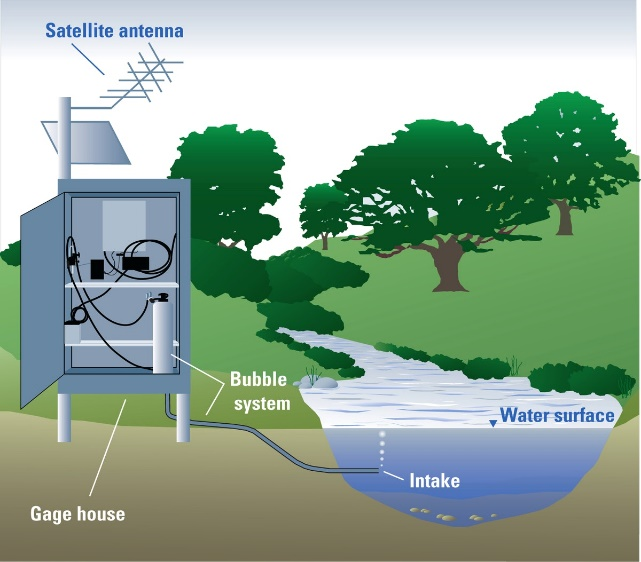 Satellite antenna
Bubble
system
Water surface
Intake
Gage house